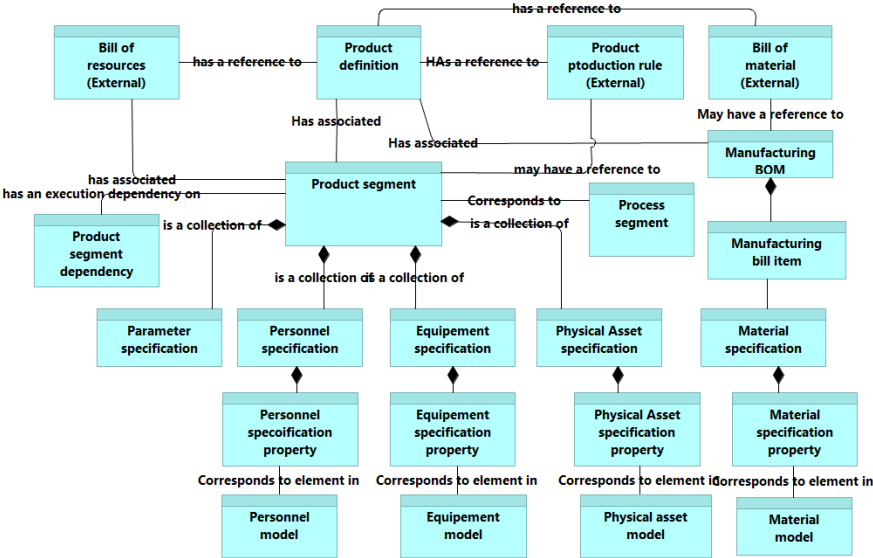 has a reference to
Bill of
resources
(External)
has a reference to
Product
definition
HAs a reference to
Product
ptoduction rule
(External)
Bill of
material
(External)
May have a reference to
Has associated
Has associated
Manufacturing
BOM
has associated
may have a reference to
has an execution dependency on
Product segment
Corresponds to
Process
segment
Product
segment
dependency
is a collection of
is a collection of
Manufacturing
bill item
is a collection of
is a collection of
Parameter
specification
Personnel
specification
Equipement
specification
Physical Asset
specification
Material
specification
Personnel
specoification
property
Equipement
specification
property
Physical Asset
specification
property
Material
specification
property
Corresponds to element in
Corresponds to element in
Corresponds to element in
Corresponds to element in
Personnel
model
Equipement
model
Physical asset
model
Material
model